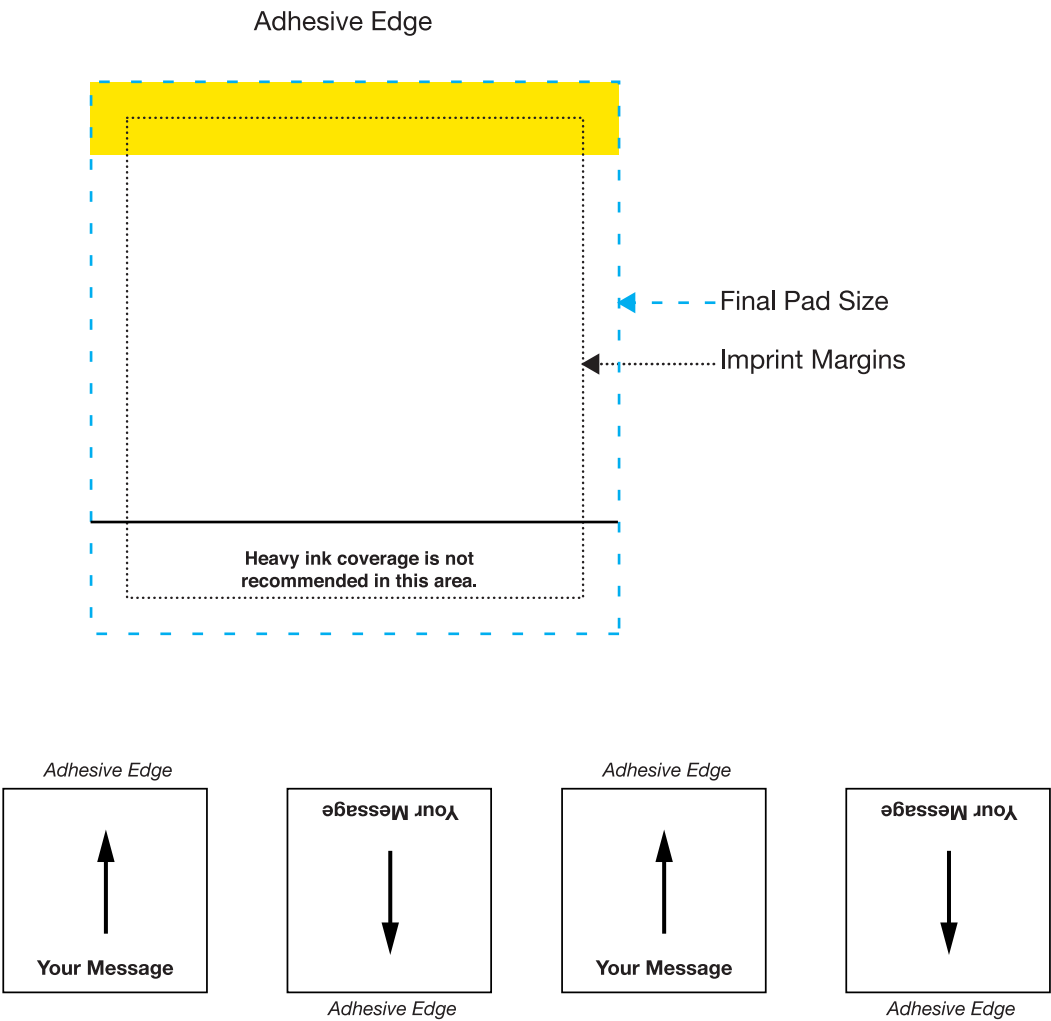 Adhesive Edge
Final Pad Size
Imprint Margins
Heavy ink coverage is not
recommended in this area.
Adhesive Edge
Your Message
Your Message
Adhesive Edge
Adhesive Edge
Your Message
Your Message
Adhesive Edge